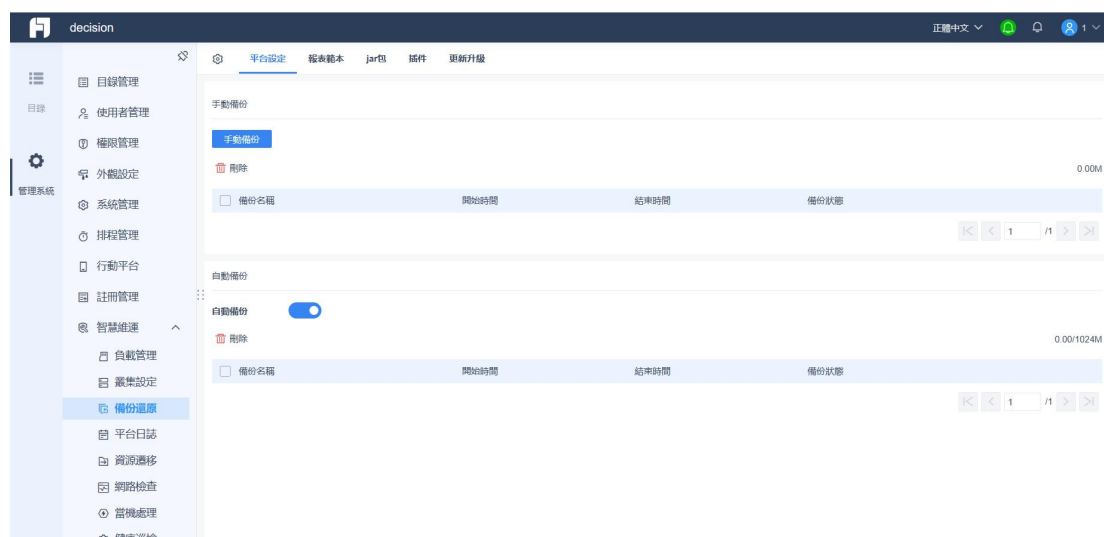 decision
正體中文
1
目錄
管理系統
目錄管理
使用者管理
權限管理
外觀設定
系統管理
排程管理
行動平台
註冊管理
智慧維運
負載管理
叢集設定
備份還原
平台日誌
資源遷移
網路檢查
當機處理
平台設定 報表範本 jar包 插件 更新升級
手動備份
手動備份
刪除 0.00M
備份名稱 開始時間 結束時間 備份狀態
1 /1
自動備份
自動備份
刪除 0.00/1024M
備份名稱 開始時間 結束時間 備份狀態
1 /1